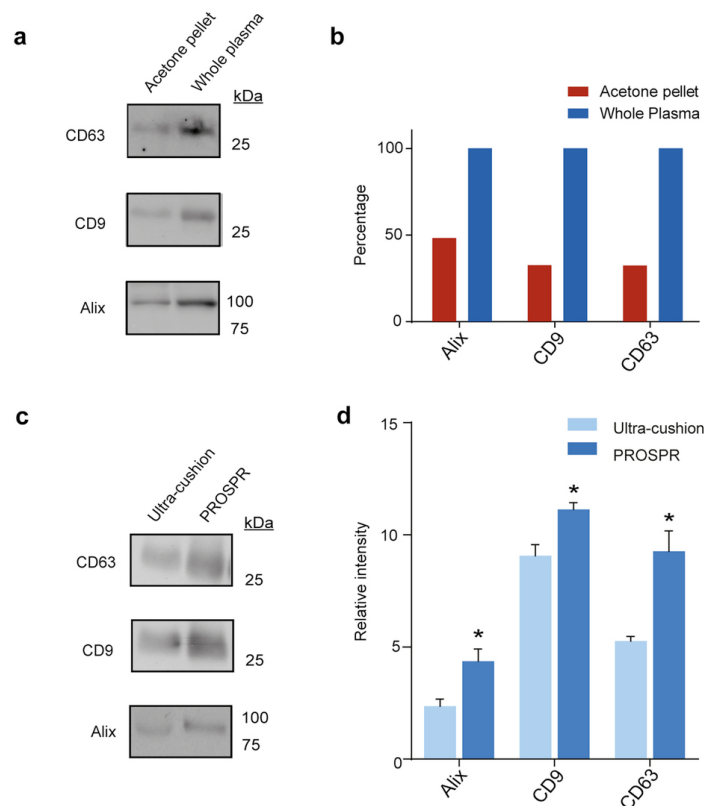 a
Acetone pellet
Whole plasma
kDa
CD63
25
CD9
25
Alix
100
75
b
Acetone pellet
Whole Plasma
Percentage
100
50
0
Alix
CD9
CD63
c
Ultra-cushion
PROSPR
kDa
CD63
25
CD9
25
Alix
100
75
d
Ultra-cushion
PROSPR
Relative intensity
15
10
5
0
*
*
*
Alix
CD9
CD63